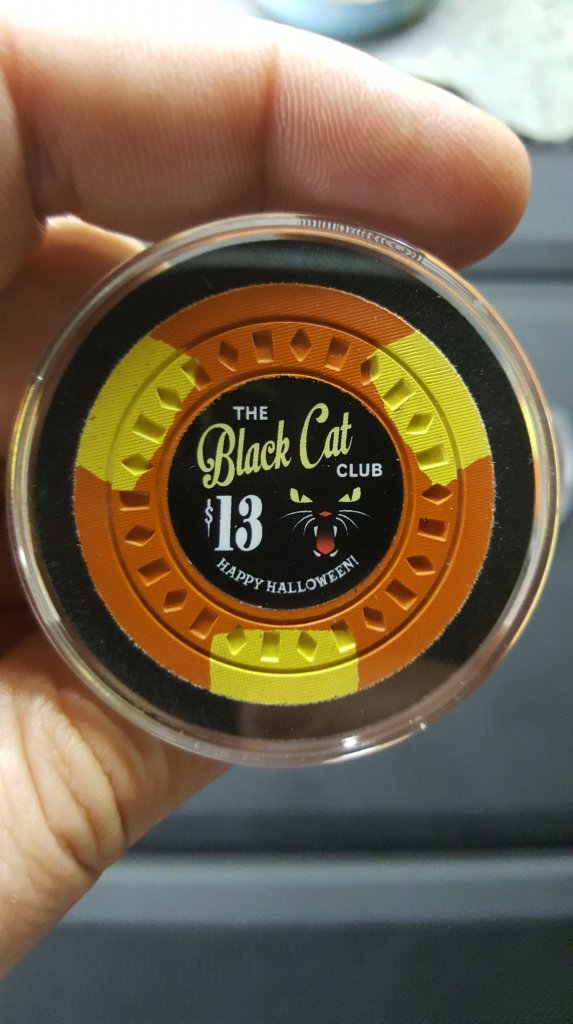 THE
Black Cat
CLUB
$13
HAPPY HALLOWEEN!